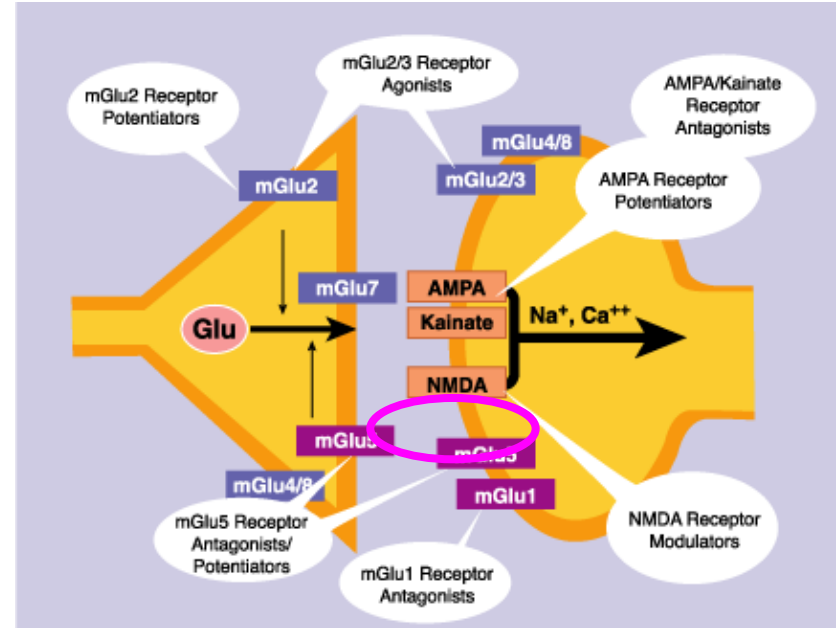 mGlu2 Receptor
Potentiators
mGlu2/3 Receptor
Agonists
AMPA/Kainate
Receptor
Antagonists
AMPA Receptor
Potentiators
mGlu4/8
mGlu2/3
mGlu2
mGlu7
AMPA
Kainate
NMDA
Glu
Na⁺, Ca⁺⁺
mGlu5
mGlu5
mGlu4/8
mGlu1
mGlu5 Receptor
Antagonists/
Potentiators
mGlu1 Receptor
Antagonists
NMDA Receptor
Modulators